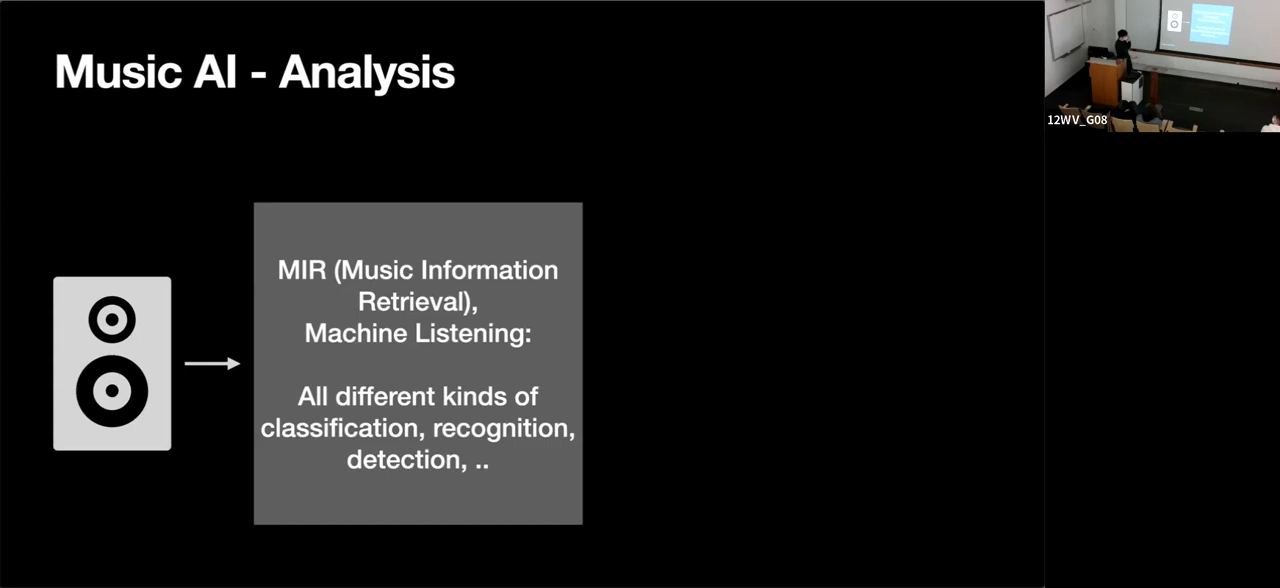 Music AI - Analysis
MIR (Music Information
Retrieval),
Machine Listening:
All different kinds of
classification, recognition,
detection, ..
12WV_G08